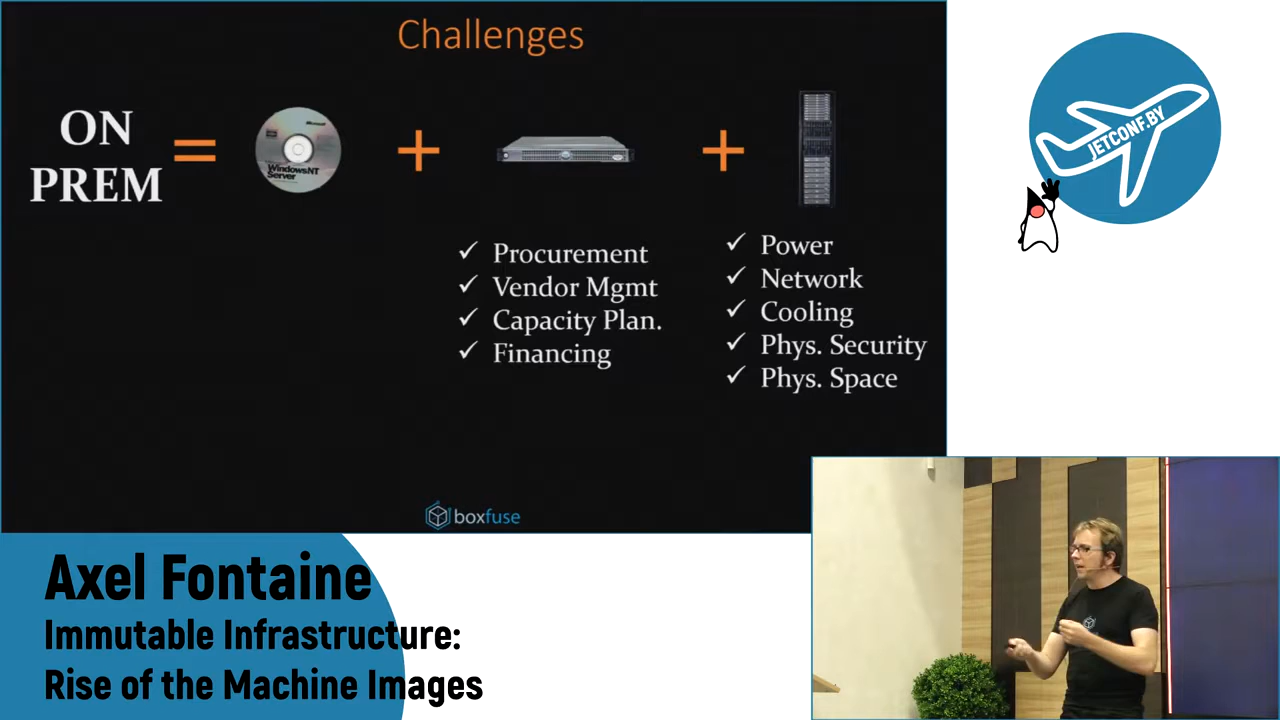 Challenges
ON
PREM
=
Microsoft
WindowsNT
Server
+
+
✓ Procurement
✓ Vendor Mgmt
✓ Capacity Plan.
✓ Financing
✓ Power
✓ Network
✓ Cooling
✓ Phys. Security
✓ Phys. Space
boxfuse
JETCONF.BY
Axel Fontaine
Immutable Infrastructure:
Rise of the Machine Images